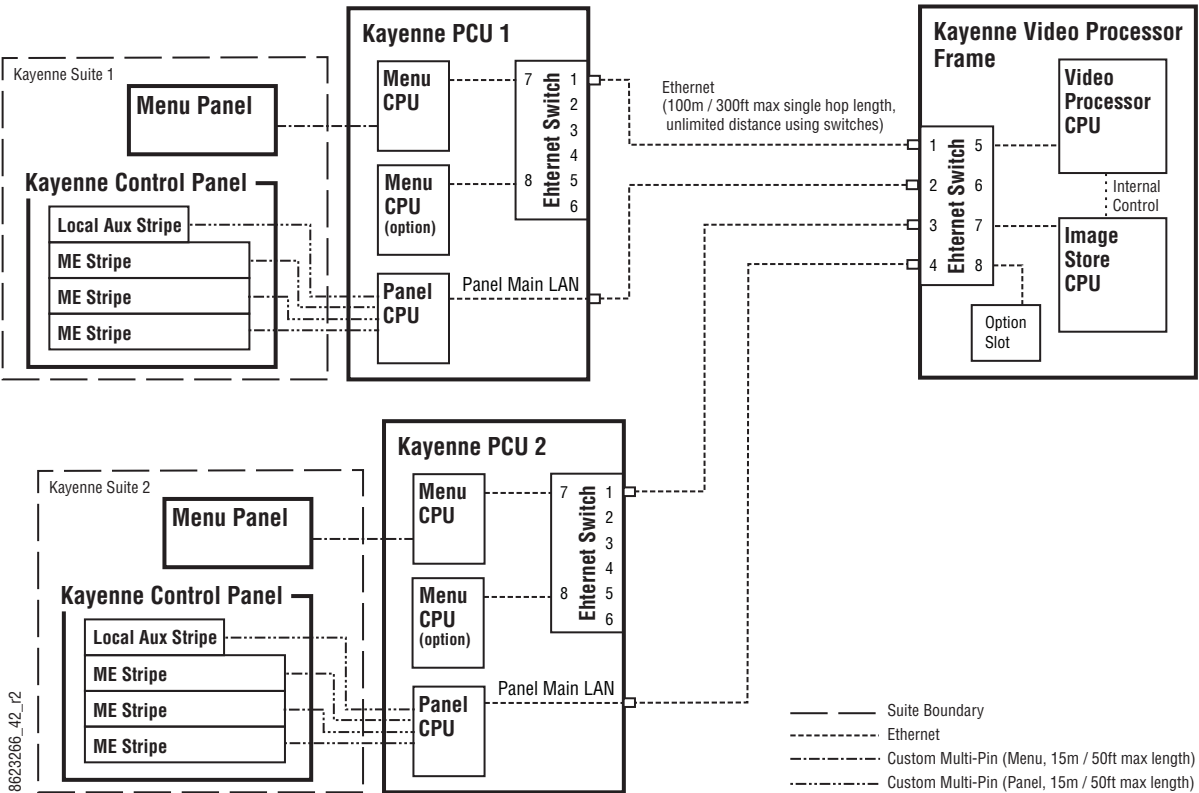 Kayenne Suite 1
Menu Panel
Kayenne Control Panel
Local Aux Stripe
ME Stripe
ME Stripe
ME Stripe
Kayenne PCU 1
Menu
CPU
Menu
CPU
(option)
Panel
CPU
Panel Main LAN
Ehternet Switch
7
8
1
2
3
4
5
6
Ethernet
(100m / 300ft max single hop length,
unlimited distance using switches)
Kayenne Video Processor
Frame
Ehternet Switch
1
2
3
4
5
6
7
8
Video
Processor
CPU
Internal
Control
Image
Store
CPU
Option
Slot
Kayenne Suite 2
Menu Panel
Kayenne Control Panel
Local Aux Stripe
ME Stripe
ME Stripe
ME Stripe
Kayenne PCU 2
Menu
CPU
Menu
CPU
(option)
Panel
CPU
Panel Main LAN
Ehternet Switch
7
8
1
2
3
4
5
6
8623266_42_r2
Suite Boundary
Ethernet
Custom Multi-Pin (Menu, 15m / 50ft max length)
Custom Multi-Pin (Panel, 15m / 50ft max length)